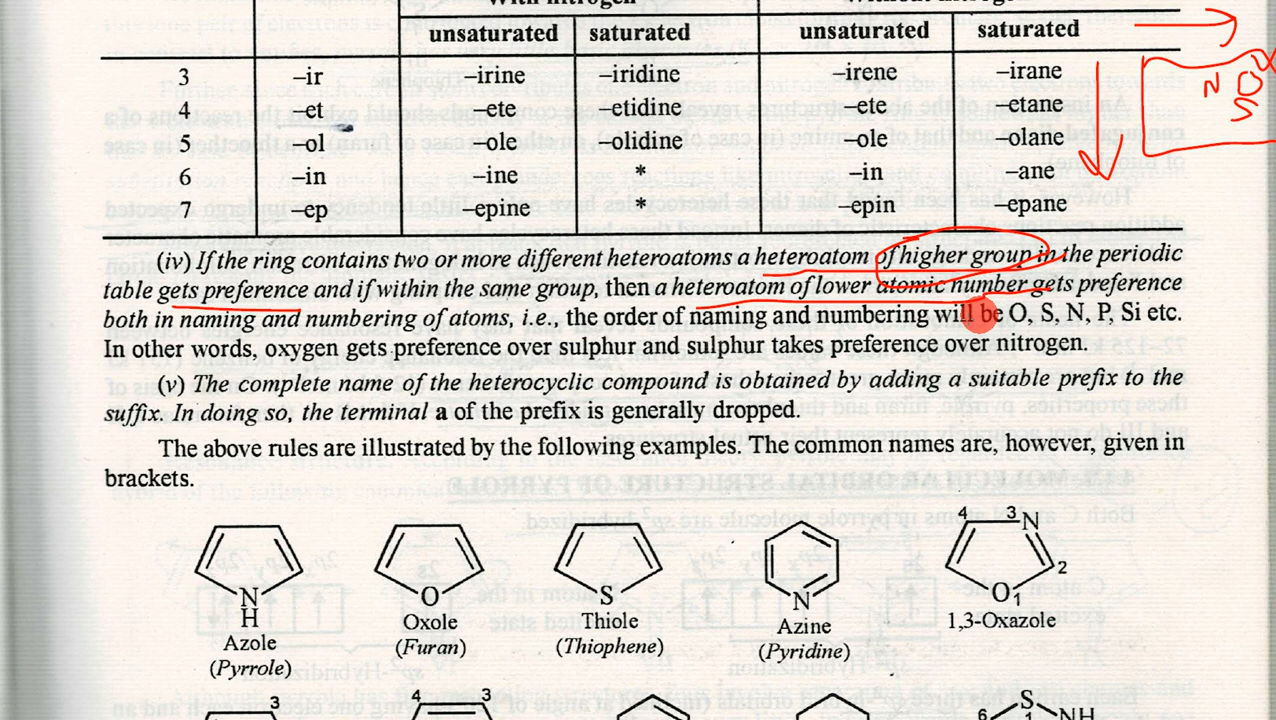 With nitrogen
unsaturated saturated unsaturated saturated
3 –ir –irine –iridine –irene –irane
4 –et –ete –etidine –ete –etane
5 –ol –ole –olidine –ole –olane
6 –in –ine * –in –ane
7 –ep –epine * –epin –epane
(iv) If the ring contains two or more different heteroatoms a heteroatom of higher group in the periodic
table gets preference and if within the same group, then a heteroatom of lower atomic number gets preference
both in naming and numbering of atoms, i.e., the order of naming and numbering will be O, S, N, P, Si etc.
In other words, oxygen gets preference over sulphur and sulphur takes preference over nitrogen.
(v) The complete name of the heterocyclic compound is obtained by adding a suitable prefix to the
suffix. In doing so, the terminal a of the prefix is generally dropped.
The above rules are illustrated by the following examples. The common names are, however, given in
brackets.
4 3 N
2
N O S N O 1
H
Azole Oxole Thiole Azine 1,3-Oxazole
(Pyrrole) (Furan) (Thiophene) (Pyridine)
3 4 3 S
6 1 NH